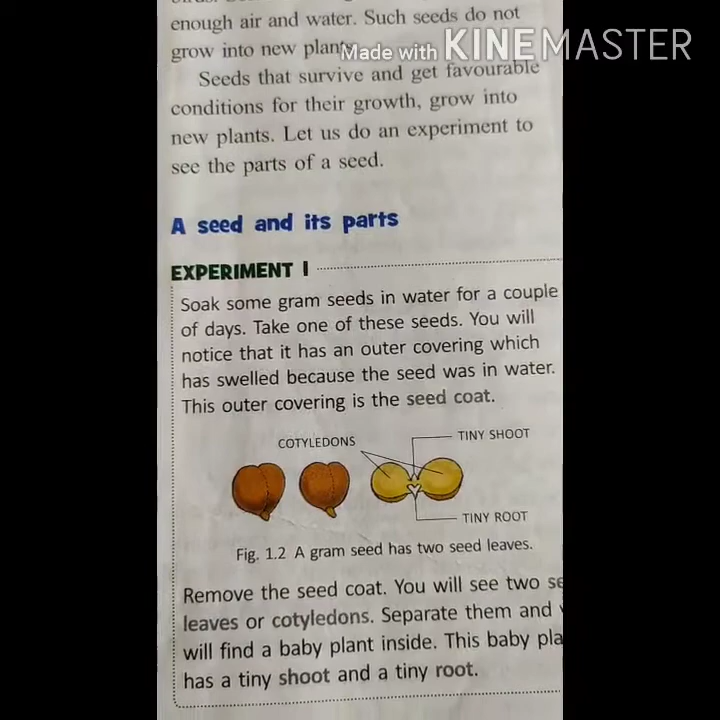 enough air and water. Such seeds do not
grow into new plants.
Made with KINEMASTER
Seeds that survive and get favourable
conditions for their growth, grow into
new plants. Let us do an experiment to
see the parts of a seed.
A seed and its parts
EXPERIMENT I
Soak some gram seeds in water for a couple
of days. Take one of these seeds. You will
notice that it has an outer covering which
has swelled because the seed was in water.
This outer covering is the seed coat.
COTYLEDONS
TINY SHOOT
TINY ROOT
Fig. 1.2 A gram seed has two seed leaves.
Remove the seed coat. You will see two se
leaves or cotyledons. Separate them and
will find a baby plant inside. This baby pla
has a tiny shoot and a tiny root.